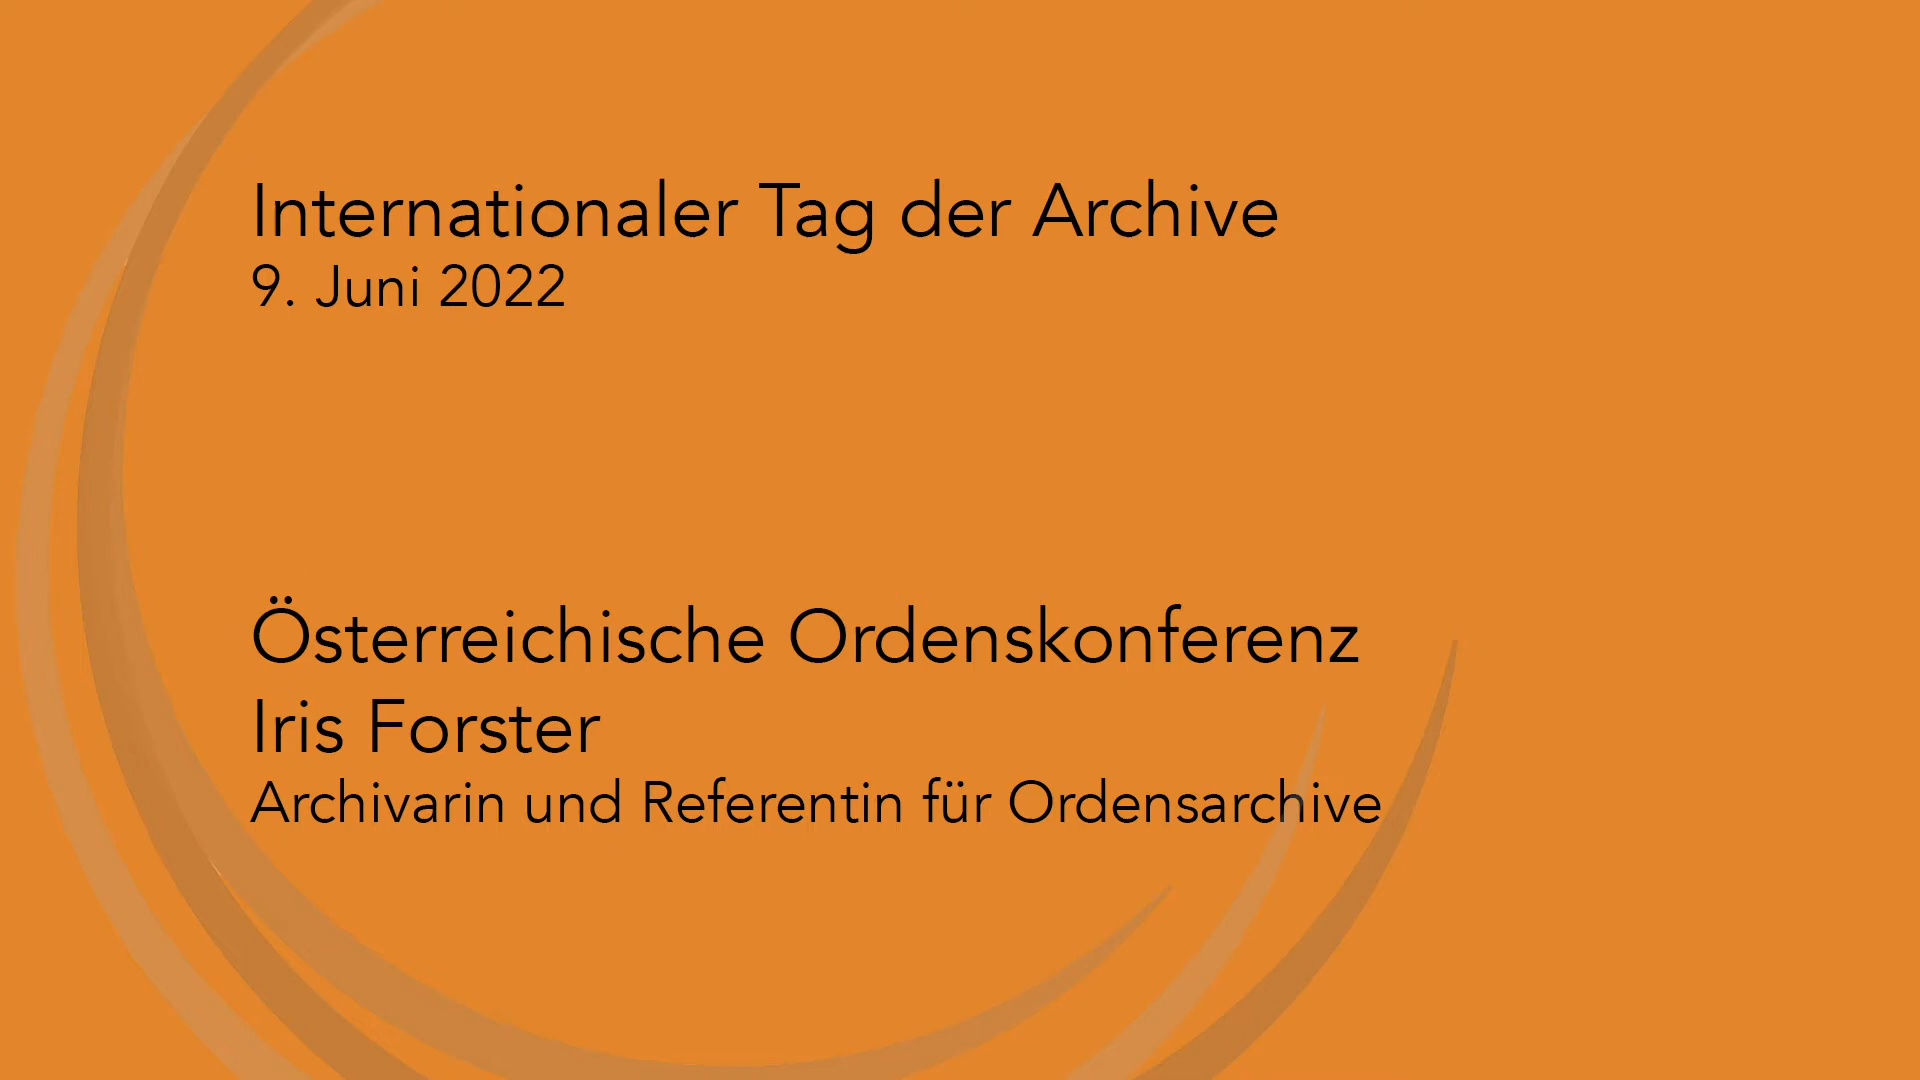 Internationaler Tag der Archive
9. Juni 2022
Österreichische Ordenskonferenz
Iris Forster
Archivarin und Referentin für Ordensarchive